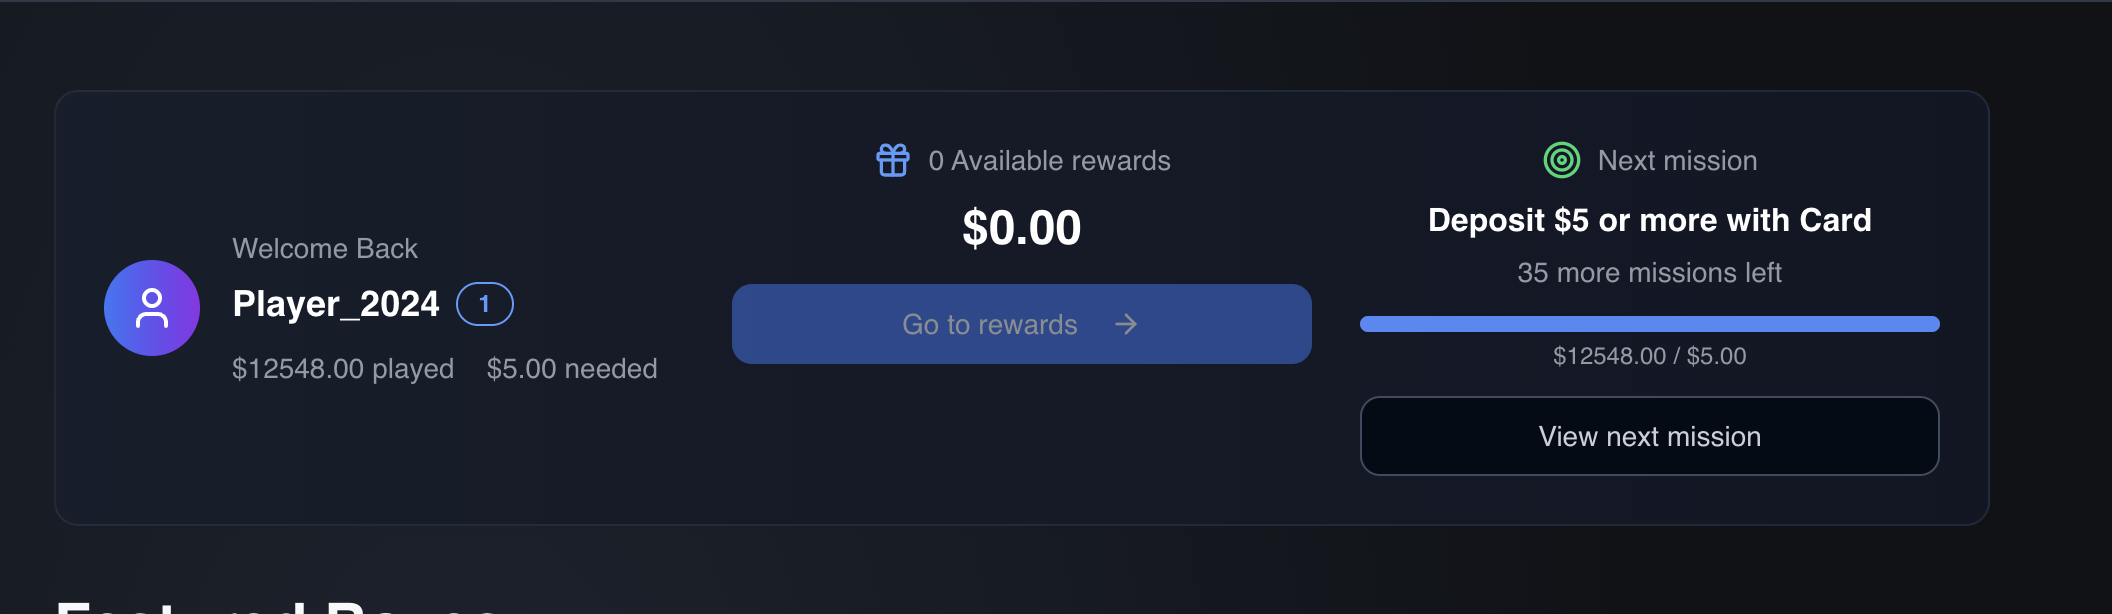 Welcome Back
Player_2024 1
$12548.00 played $5.00 needed
0 Available rewards
$0.00
Go to rewards →
Next mission
Deposit $5 or more with Card
35 more missions left
$12548.00 / $5.00
View next mission